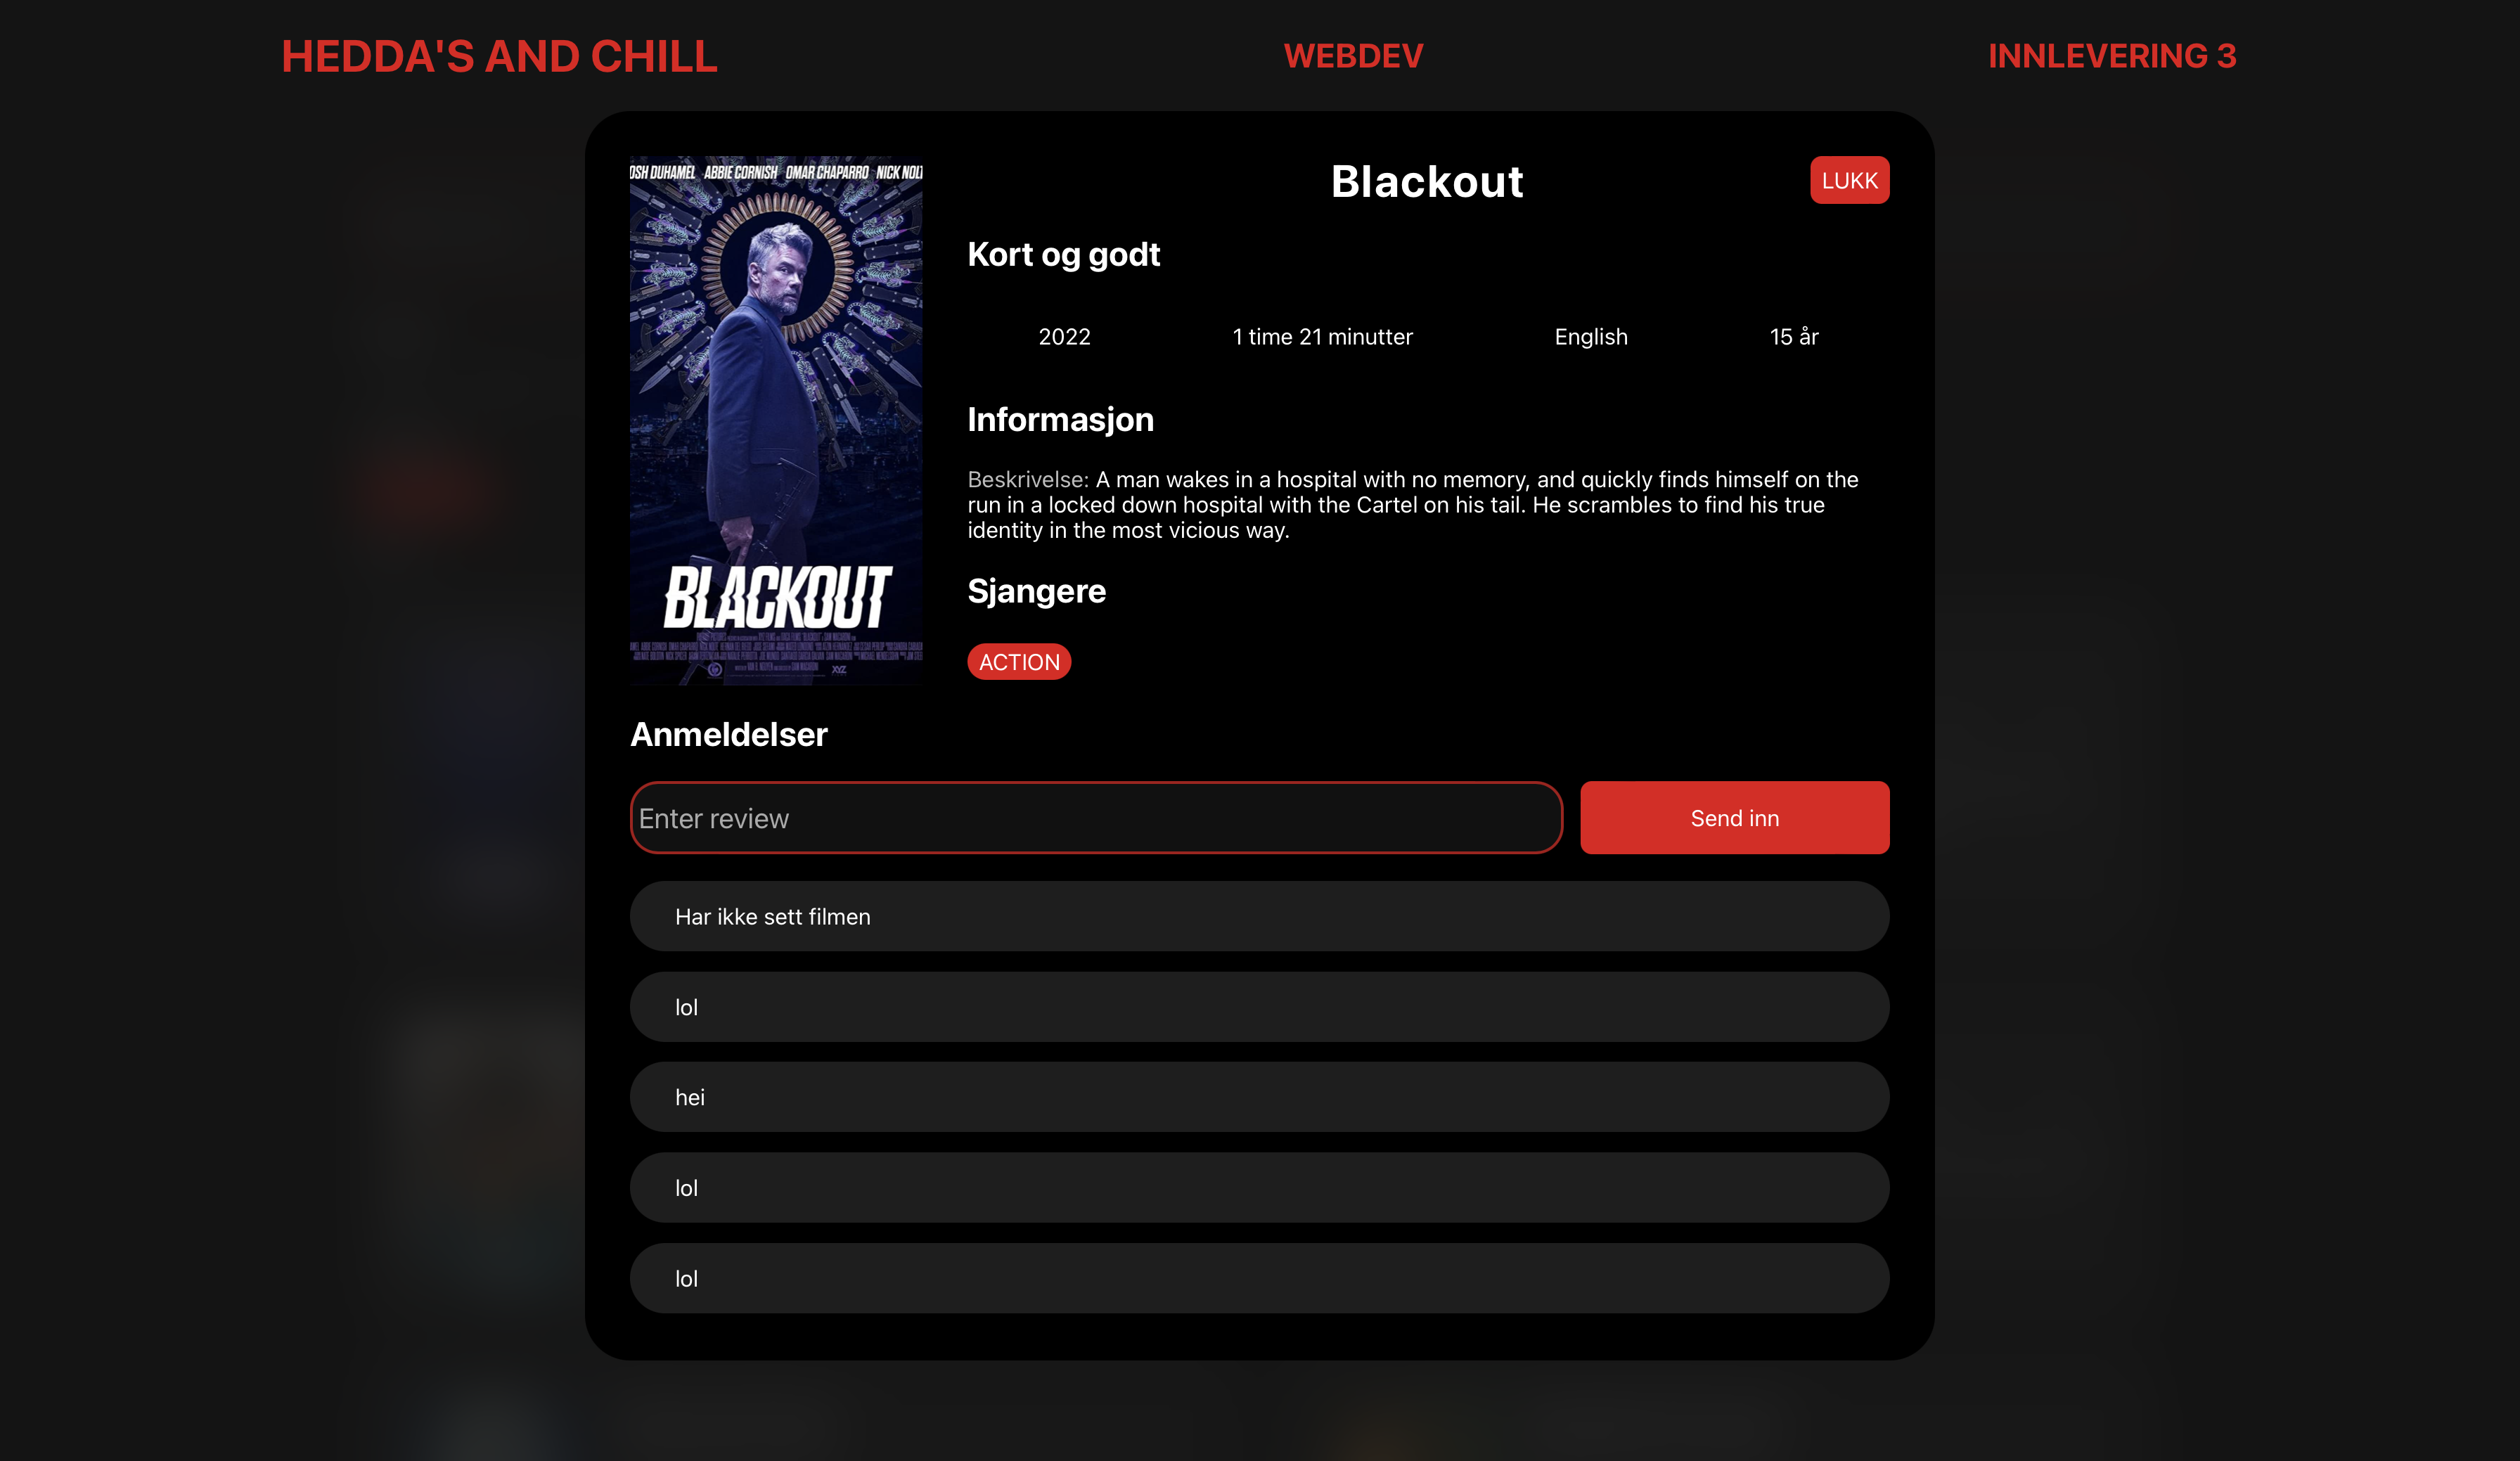 HEDDA'S AND CHILL
WEBDEV
INNLEVERING 3
OSH DUHAMEL ABBIE CORNISH OMAR CHAPARRO NICK NOLT
BLACKOUT
XYZ
Blackout
LUKK
Kort og godt
2022
1 time 21 minutter
English
15 år
Informasjon
Beskrivelse: A man wakes in a hospital with no memory, and quickly finds himself on the
run in a locked down hospital with the Cartel on his tail. He scrambles to find his true
identity in the most vicious way.
Sjangere
ACTION
Anmeldelser
Enter review
Send inn
Har ikke sett filmen
lol
hei
lol
lol